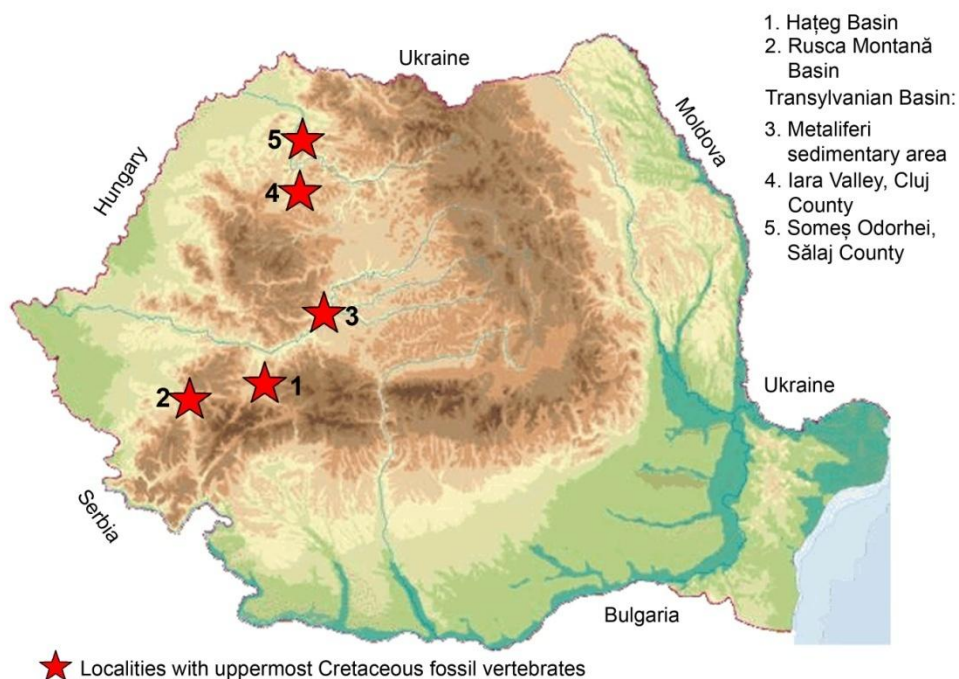 1. Hațeg Basin
2. Rusca Montană
Basin
Transylvanian Basin:
3. Metaliferi
sedimentary area
4. Iara Valley, Cluj
County
5. Someș Odorhei,
Sălaj County
Ukraine
Moldova
Hungary
5
4
3
1
2
Ukraine
Serbia
Bulgaria
Localities with uppermost Cretaceous fossil vertebrates